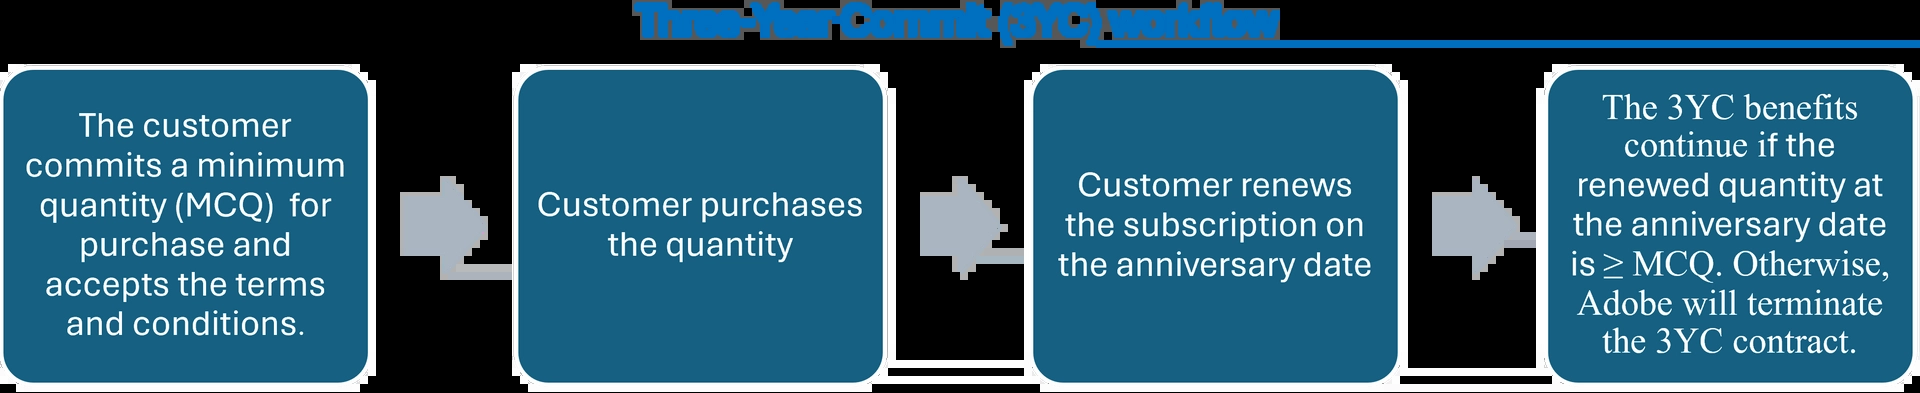 Three-Year Commit (3YC) workflow
The customer
commits a minimum
quantity (MCQ)  for
purchase and
accepts the terms
and conditions.
Customer purchases
the quantity
Customer renews
the subscription on
the anniversary date
The 3YC benefits
continue if the
renewed quantity at
the anniversary date
is ≥ MCQ. Otherwise,
Adobe will terminate
the 3YC contract.